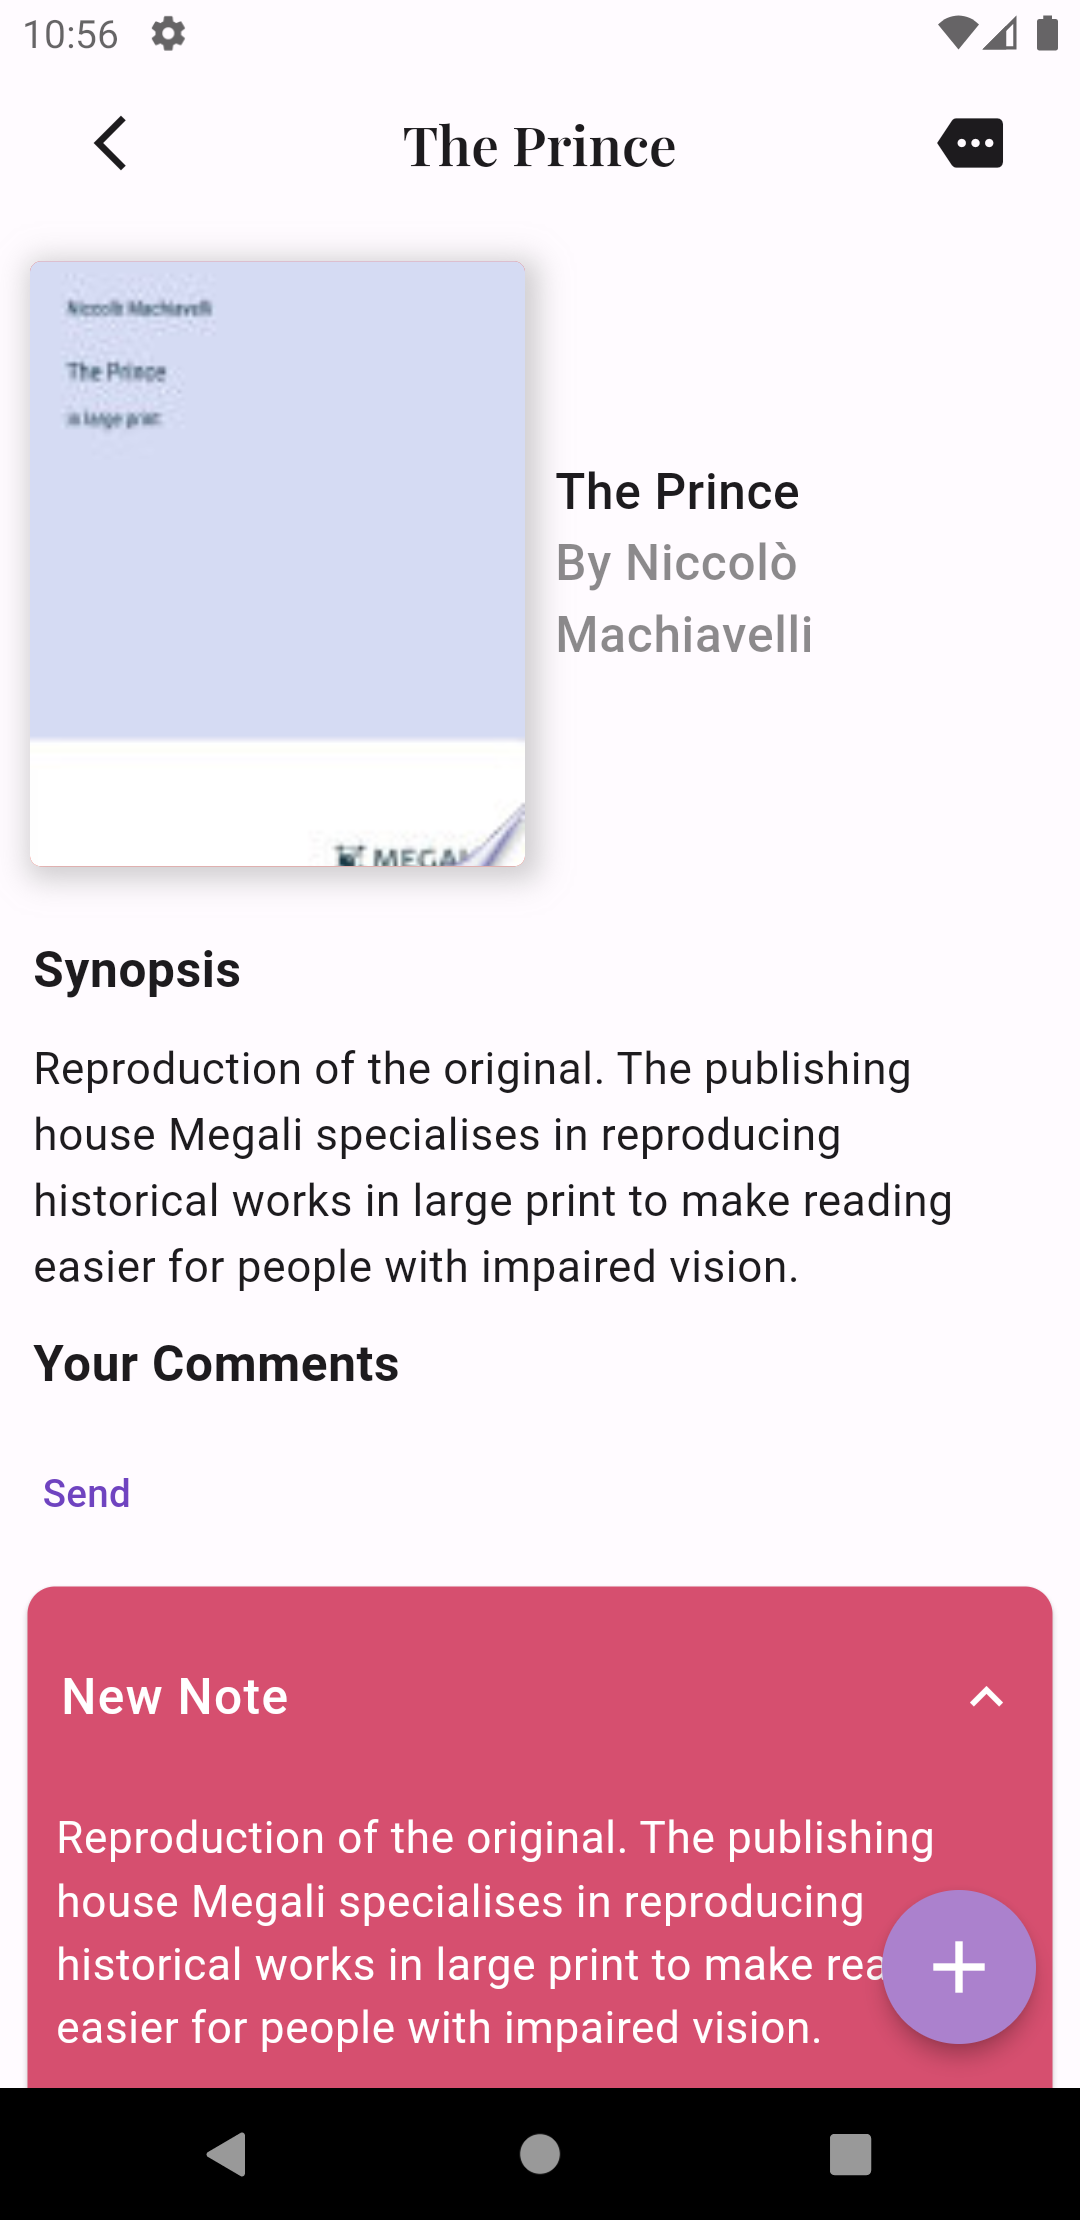 10:56
The Prince
Niccolò Machiavelli
The Prince
in large print
MEGALI
The Prince
By Niccolò
Machiavelli
Synopsis
Reproduction of the original. The publishing
house Megali specialises in reproducing
historical works in large print to make reading
easier for people with impaired vision.
Your Comments
Send
New Note
Reproduction of the original. The publishing
house Megali specialises in reproducing
historical works in large print to make rea
easier for people with impaired vision.